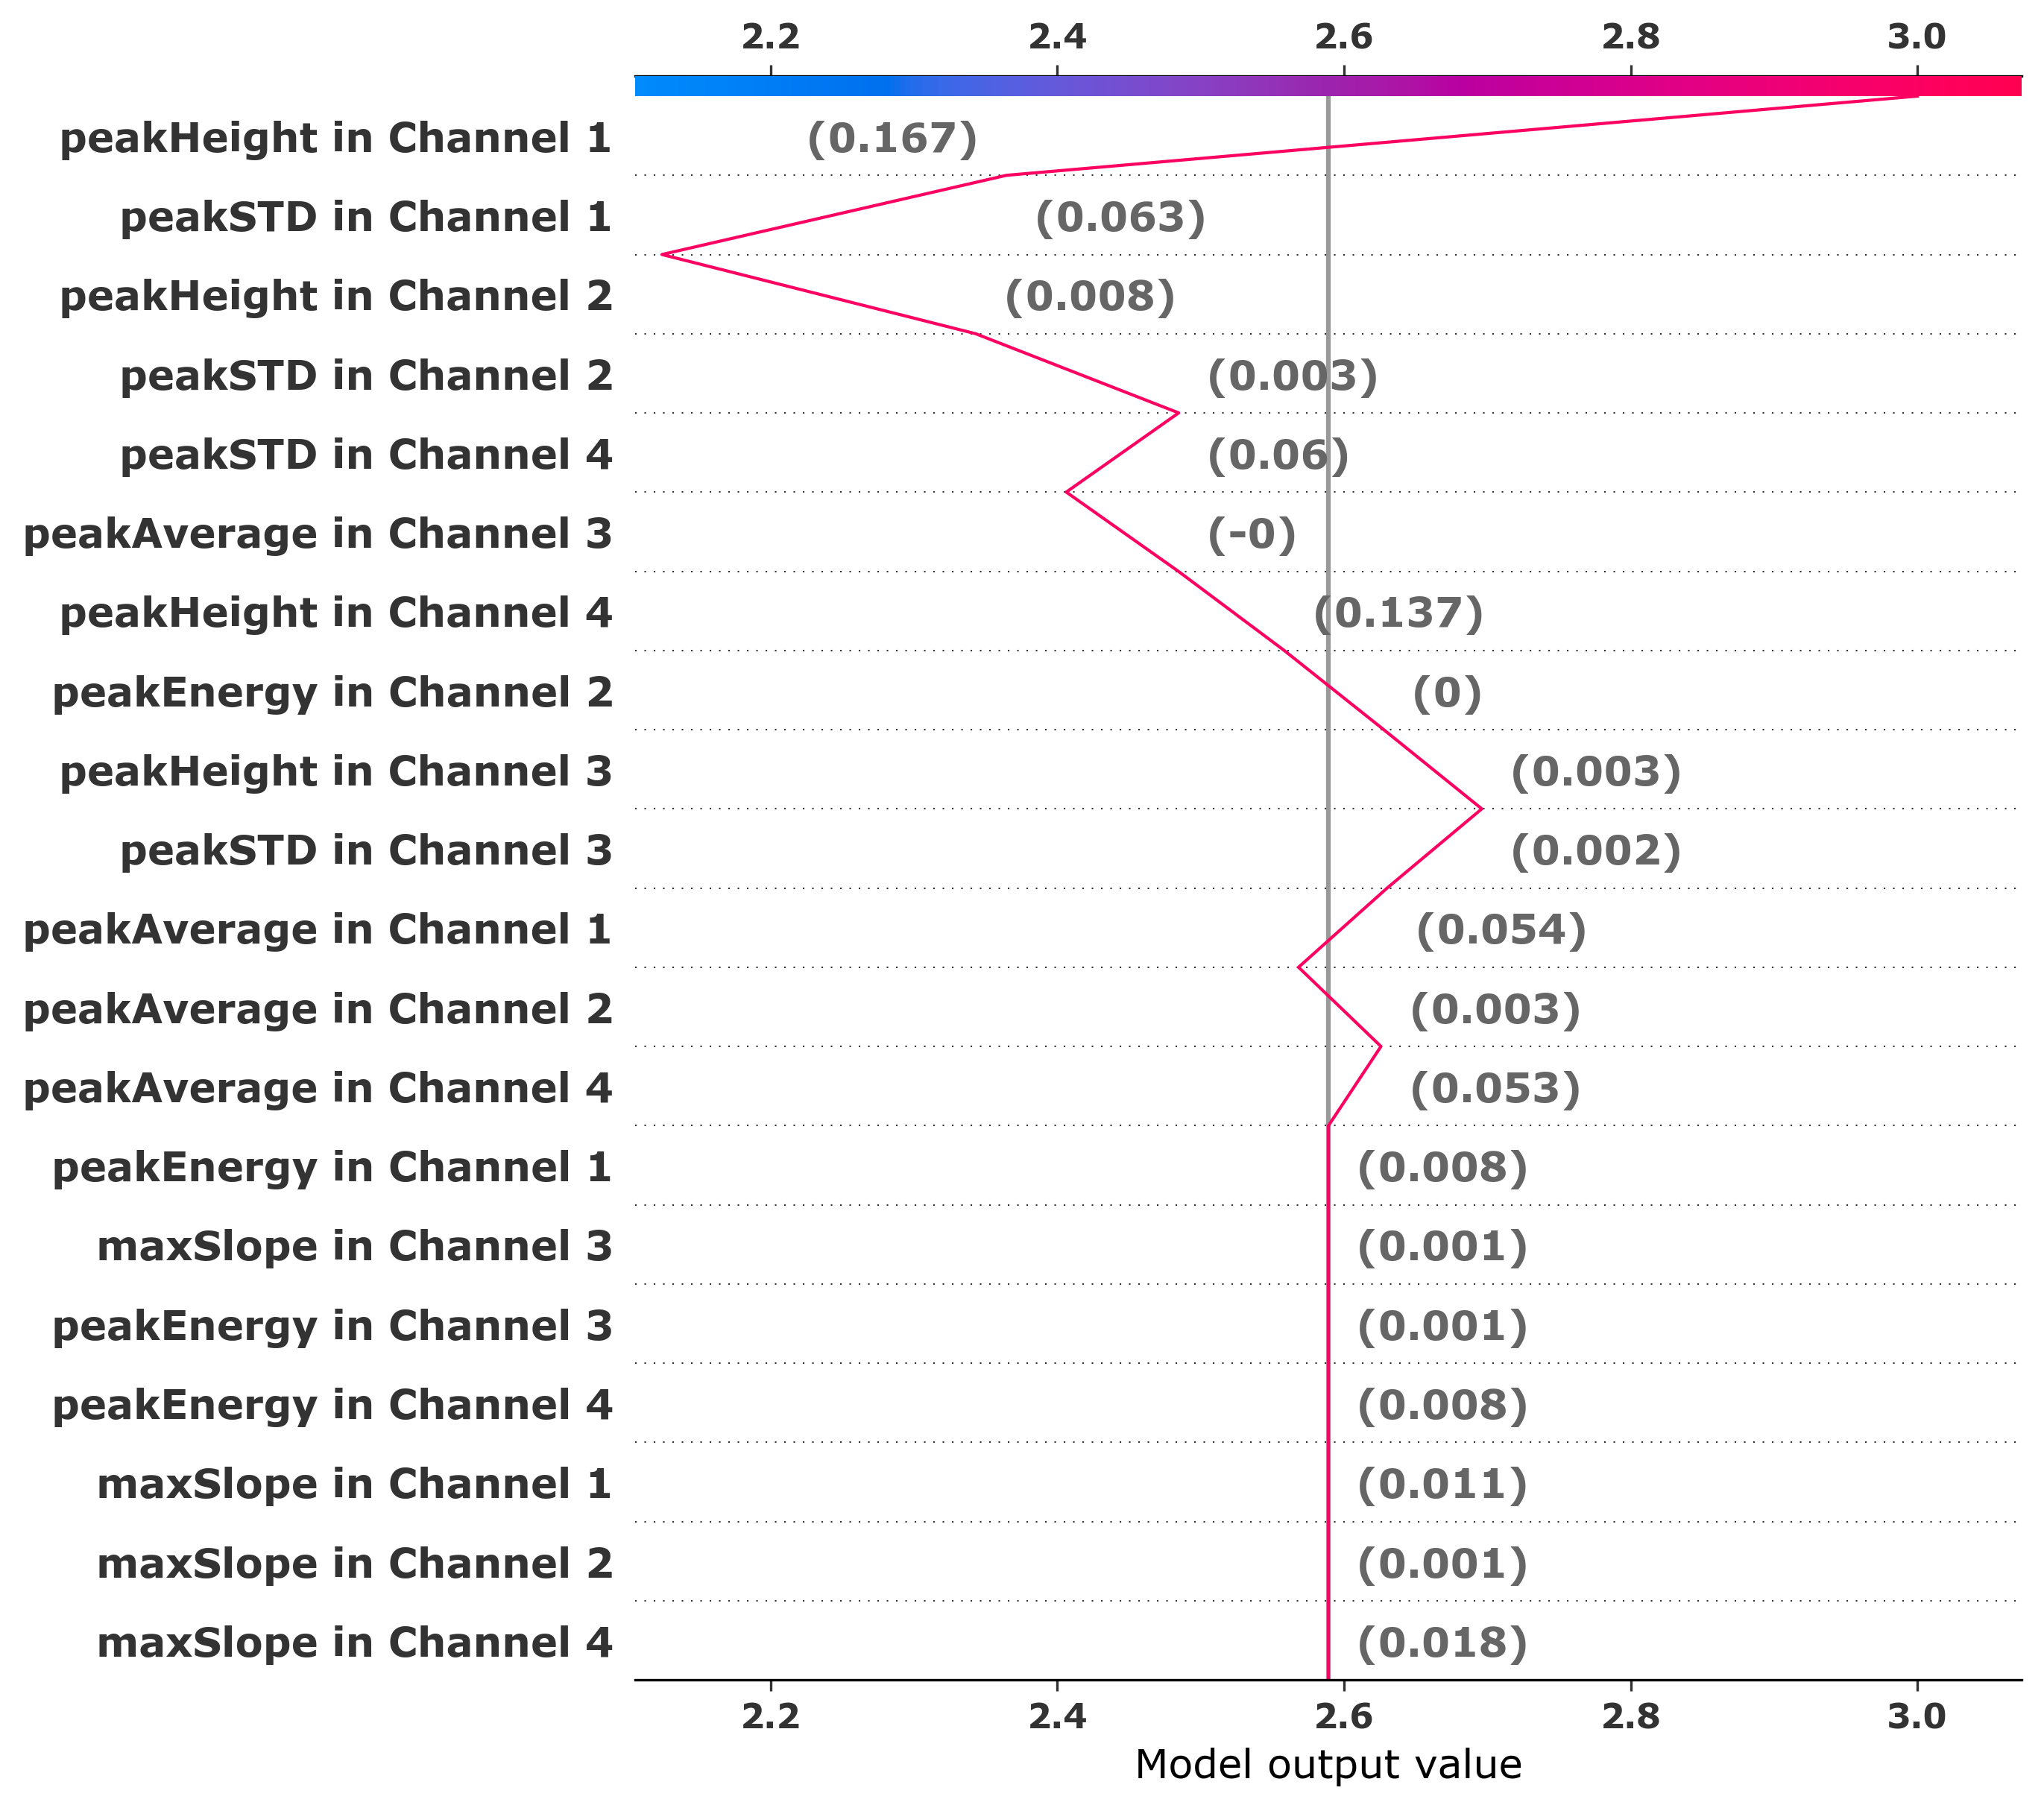 2.2 2.4 2.6 2.8 3.0
peakHeight in Channel 1 (0.167)
peakSTD in Channel 1 (0.063)
peakHeight in Channel 2 (0.008)
peakSTD in Channel 2 (0.003)
peakSTD in Channel 4 (0.06)
peakAverage in Channel 3 (-0)
peakHeight in Channel 4 (0.137)
peakEnergy in Channel 2 (0)
peakHeight in Channel 3 (0.003)
peakSTD in Channel 3 (0.002)
peakAverage in Channel 1 (0.054)
peakAverage in Channel 2 (0.003)
peakAverage in Channel 4 (0.053)
peakEnergy in Channel 1 (0.008)
maxSlope in Channel 3 (0.001)
peakEnergy in Channel 3 (0.001)
peakEnergy in Channel 4 (0.008)
maxSlope in Channel 1 (0.011)
maxSlope in Channel 2 (0.001)
maxSlope in Channel 4 (0.018)
2.2 2.4 2.6 2.8 3.0
Model output value